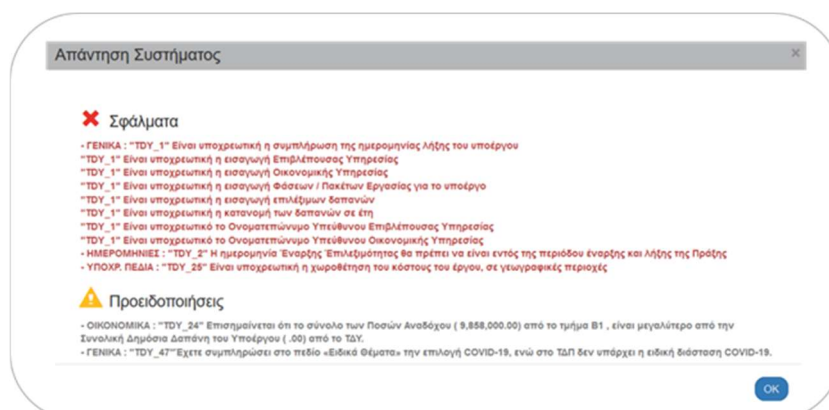 Απάντηση Συστήματος
×
Σφάλματα
- ΓΕΝΙΚΑ : "TDY_1" Είναι υποχρεωτική η συμπλήρωση της ημερομηνίας λήξης του υποέργου
"TDY_1" Είναι υποχρεωτική η εισαγωγή Επιβλέπουσας Υπηρεσίας
"TDY_1" Είναι υποχρεωτική η εισαγωγή Οικονομικής Υπηρεσίας
"TDY_1" Είναι υποχρεωτική η εισαγωγή Φάσεων / Πακέτων Εργασίας για το υποέργο
"TDY_1" Είναι υποχρεωτική η εισαγωγή επιλέξιμων δαπανών
"TDY_1" Είναι υποχρεωτική η κατανομή των δαπανών σε έτη
"TDY_1" Είναι υποχρεωτικό το Ονοματεπώνυμο Υπεύθυνου Επιβλέπουσας Υπηρεσίας
"TDY_1" Είναι υποχρεωτικό το Ονοματεπώνυμο Υπεύθυνου Οικονομικής Υπηρεσίας
- ΗΜΕΡΟΜΗΝΙΕΣ : "TDY_2" Η ημερομηνία Έναρξης Έπιλεξιμότητας θα πρέπει να είναι εντός της περιόδου έναρξης και λήξης της Πράξης
- ΥΠΟΧΡ. ΠΕΔΙΑ : "TDY_25" Είναι υποχρεωτική η χωροθέτηση του κόστους του έργου, σε γεωγραφικές περιοχές
Προειδοποιήσεις
- ΟΙΚΟΝΟΜΙΚΑ : "TDY_24" Επισημαίνεται ότι το σύνολο των Ποσών Αναδόχου ( 9,858,000.00) από το τμήμα Β1 , είναι μεγαλύτερο από την
Συνολική Δημόσια Δαπάνη του Υποέργου ( .00) από το ΤΔΥ.
- ΓΕΝΙΚΑ : "TDY_47"Έχετε συμπληρώσει στο πεδίο «Ειδικά Θέματα» την επιλογή COVID-19, ενώ στο ΤΔΠ δεν υπάρχει η ειδική διάσταση COVID-19.
OK